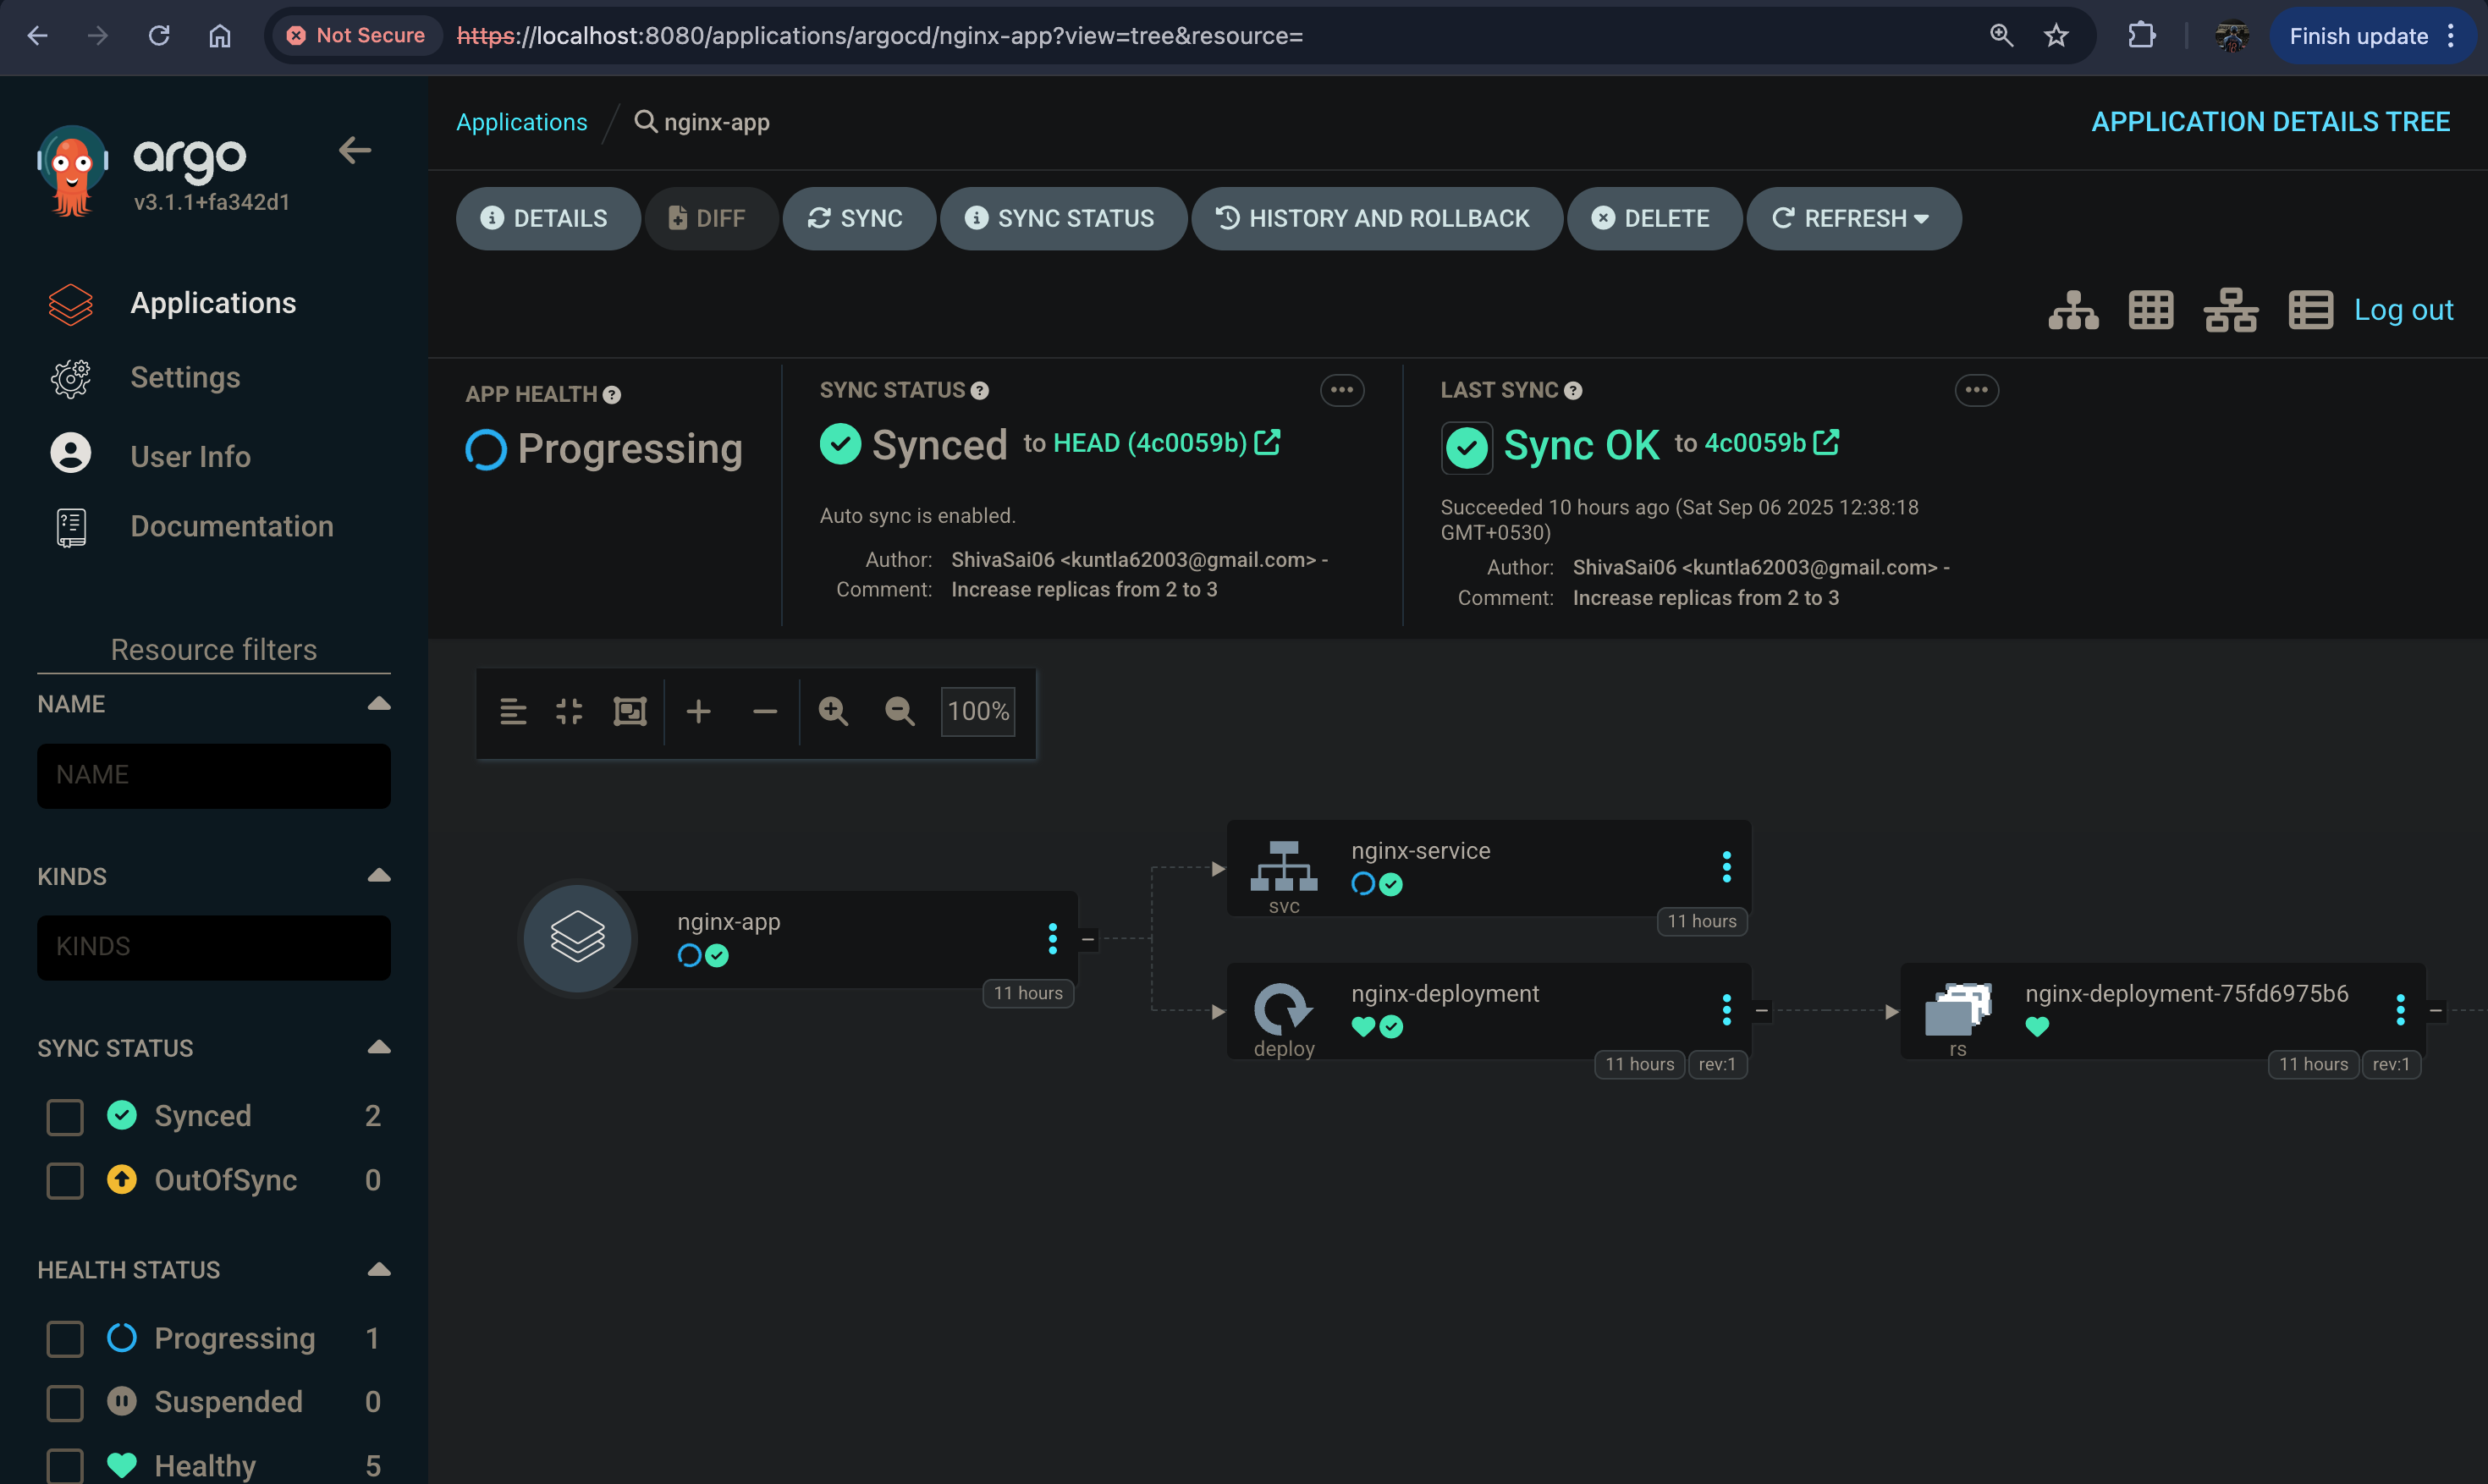 Not Secure https://localhost:8080/applications/argocd/nginx-app?view=tree&resource= Finish update
argo
v3.1.1+fa342d1
Applications
Settings
User Info
Documentation
Resource filters
NAME
NAME
KINDS
KINDS
SYNC STATUS
Synced 2
OutOfSync 0
HEALTH STATUS
Progressing 1
Suspended 0
Healthy 5
Applications / nginx-app APPLICATION DETAILS TREE
DETAILS DIFF SYNC SYNC STATUS HISTORY AND ROLLBACK DELETE REFRESH
Log out
APP HEALTH
Progressing
SYNC STATUS
Synced to HEAD (4c0059b)
Auto sync is enabled.
Author: ShivaSai06 <kuntla62003@gmail.com> -
Comment: Increase replicas from 2 to 3
LAST SYNC
Sync OK to 4c0059b
Succeeded 10 hours ago (Sat Sep 06 2025 12:38:18
GMT+0530)
Author: ShivaSai06 <kuntla62003@gmail.com> -
Comment: Increase replicas from 2 to 3
100%
nginx-app
11 hours
nginx-service
svc
11 hours
nginx-deployment
deploy
11 hours rev:1
nginx-deployment-75fd6975b6
rs
11 hours rev:1